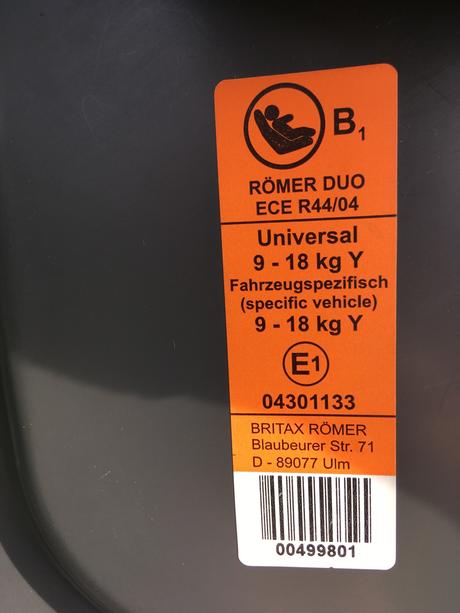 B1
RÖMER DUO
ECE R44/04
Universal
9 - 18 kg Y
Fahrzeugspezifisch
(specific vehicle)
9 - 18 kg Y
E1
04301133
BRITAX RÖMER
Blaubeurer Str. 71
D - 89077 Ulm
00499801